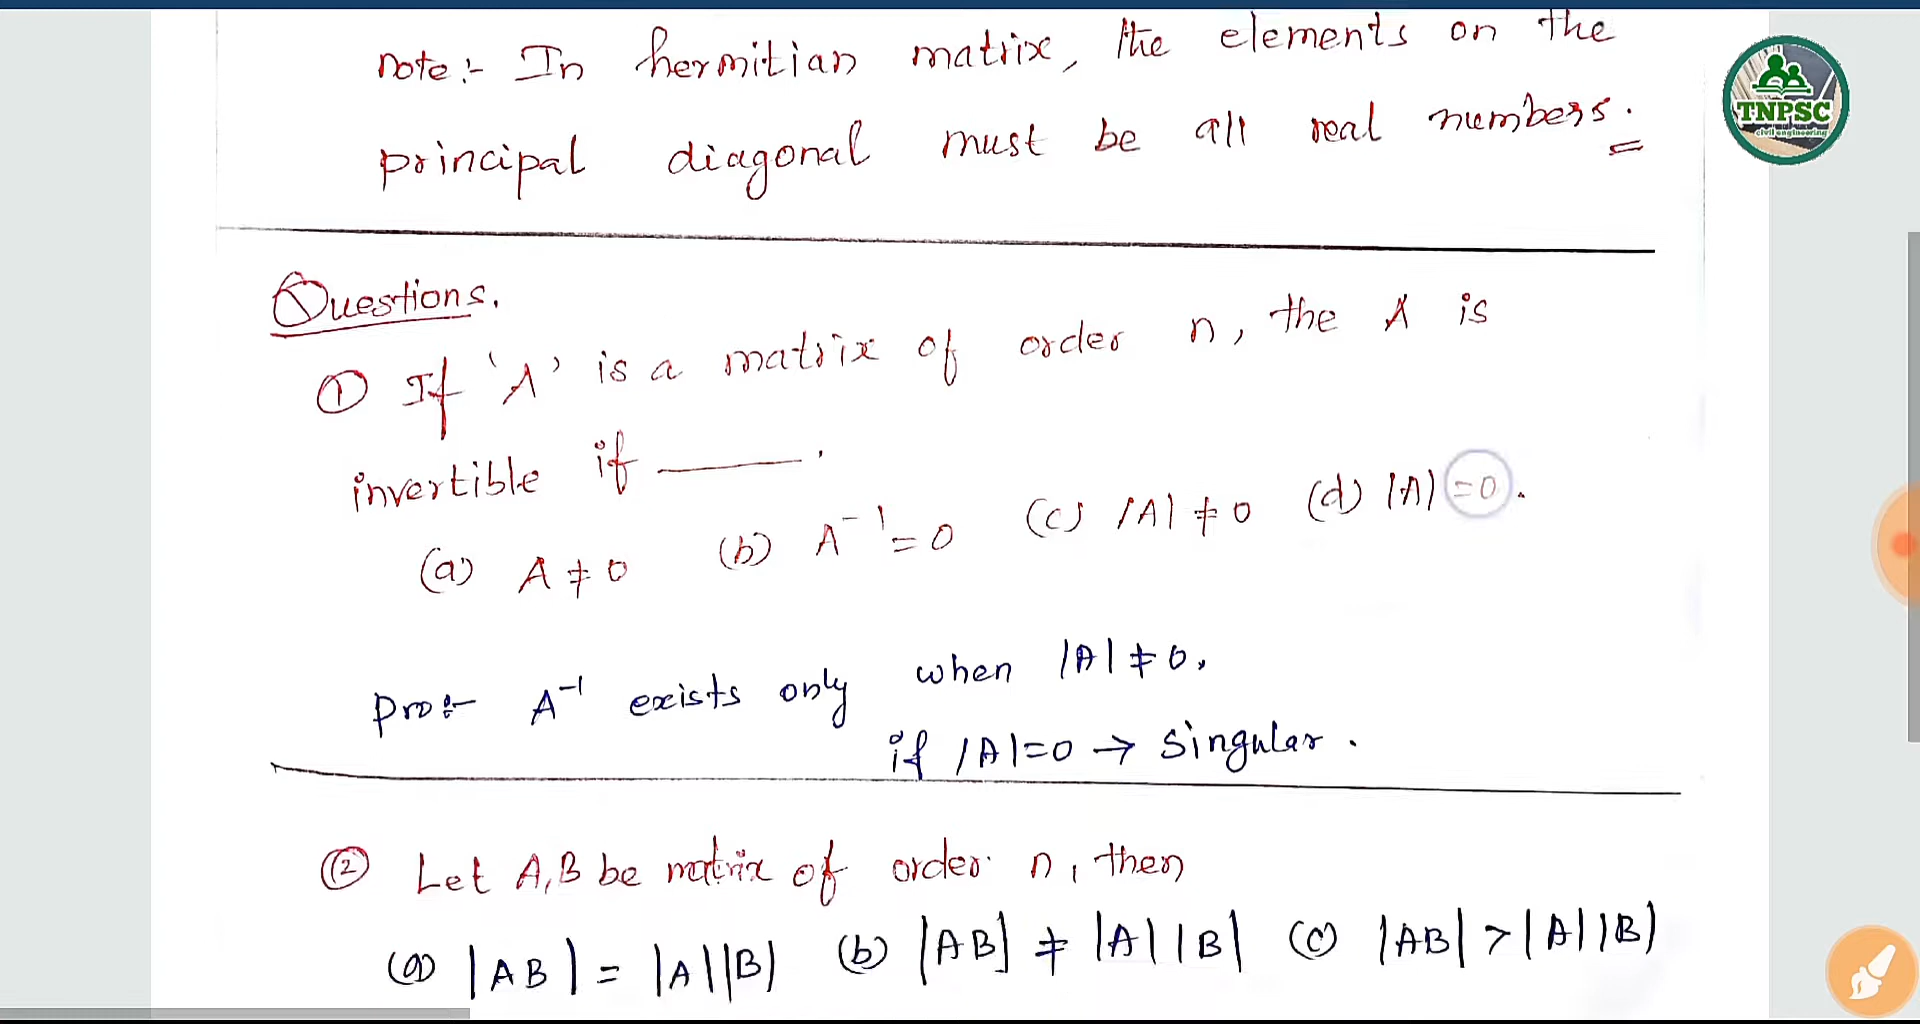 note:- In hermitian matrix, the elements on the
principal diagonal must be all real numbers.
TNPSC
civil engineering
Questions.
① If 'A' is a matrix of order n, the A is
invertible if ———.
(a) A ≠ 0 (b) A⁻¹ = 0 (c) |A| ≠ 0 (d) |A| = 0.
Pro:- A⁻¹ exists only when |A| ≠ 0,
if |A|=0 → singular.
② Let A,B be matrix of order n, then
(a) |AB| = |A||B| (b) |AB| ≠ |A||B| (c) |AB| > |A||B|